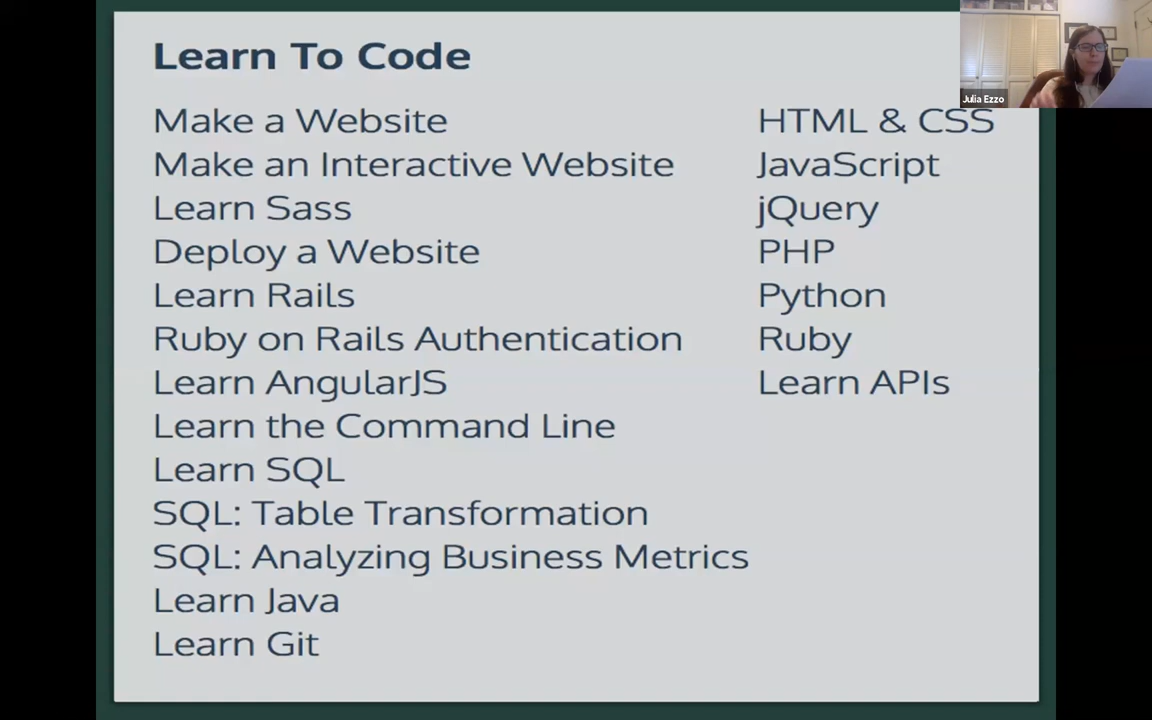 Learn To Code
Make a Website
Make an Interactive Website
Learn Sass
Deploy a Website
Learn Rails
Ruby on Rails Authentication
Learn AngularJS
Learn the Command Line
Learn SQL
SQL: Table Transformation
SQL: Analyzing Business Metrics
Learn Java
Learn Git
HTML & CSS
JavaScript
jQuery
PHP
Python
Ruby
Learn APIs
Julia Ezzo